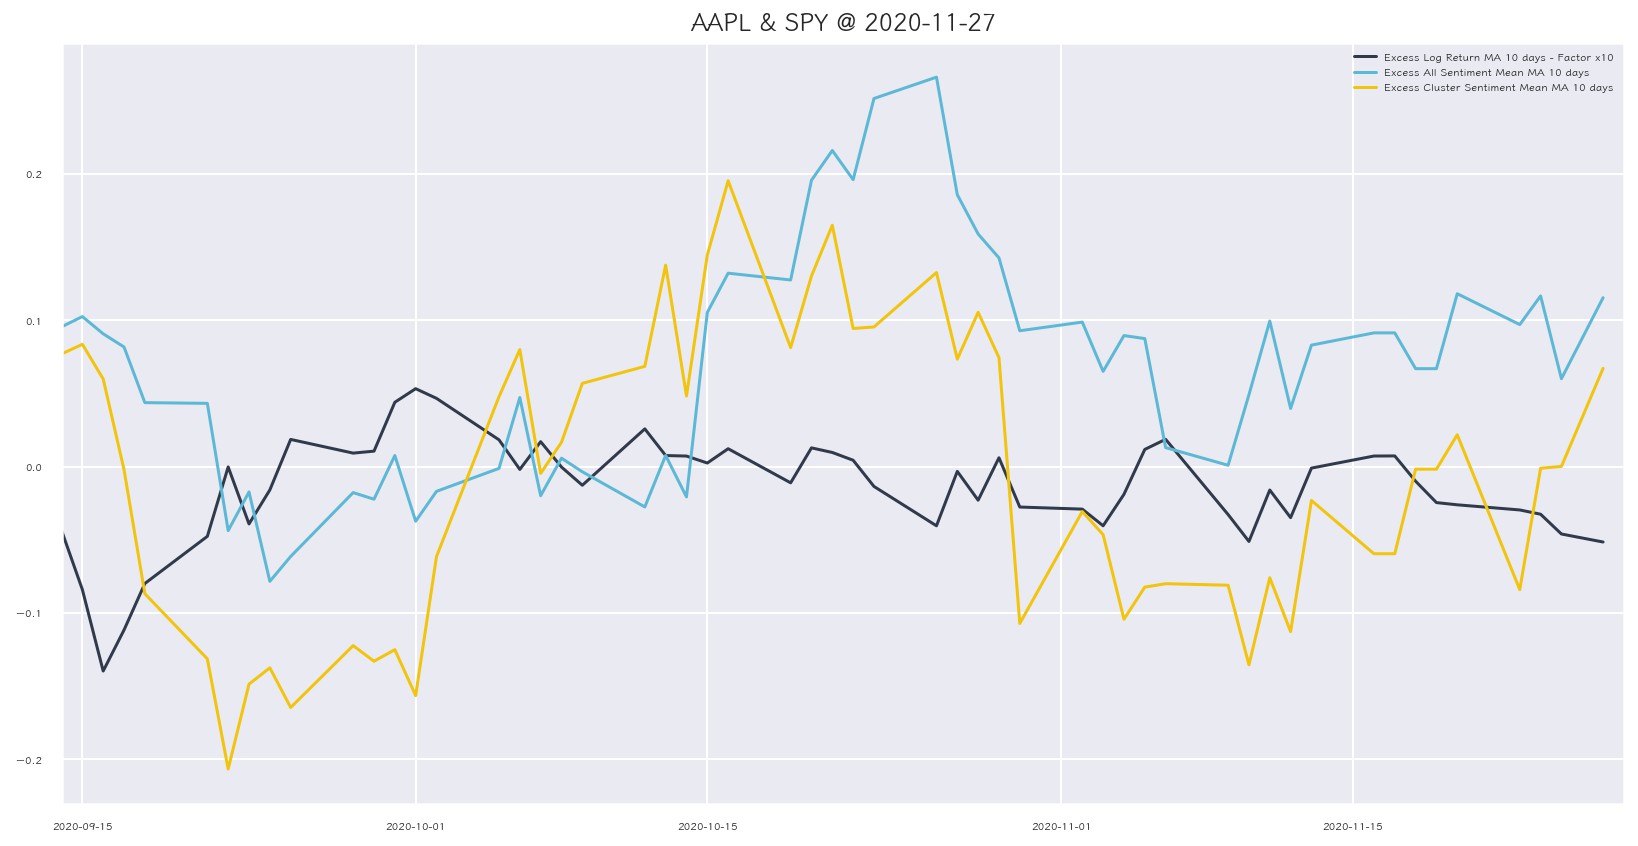 AAPL & SPY @ 2020-11-27
Excess Log Return MA 10 days - Factor x10
Excess All Sentiment Mean MA 10 days
Excess Cluster Sentiment Mean MA 10 days
0.2
0.1
0.0
−0.1
−0.2
2020-09-15 2020-10-01 2020-10-15 2020-11-01 2020-11-15